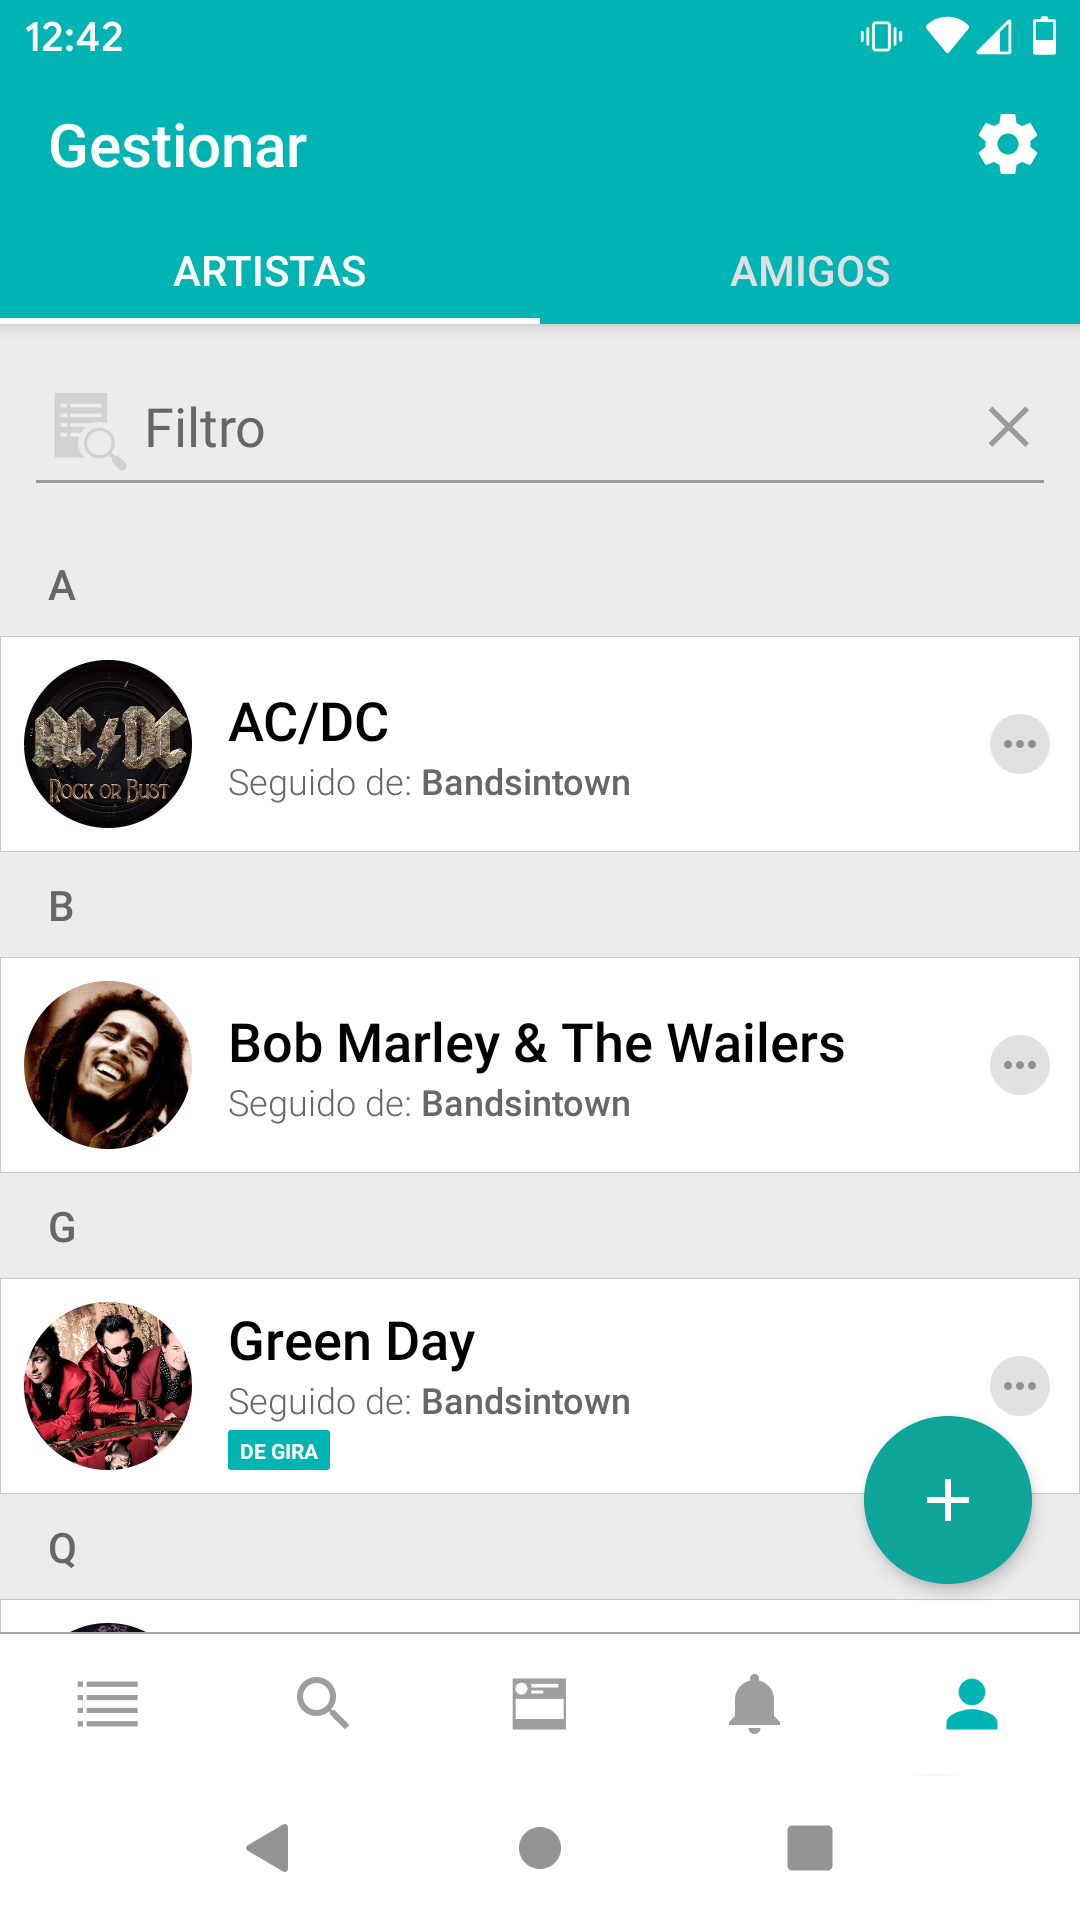 12:42
Gestionar
ARTISTAS
AMIGOS
Filtro
A
AC/DC
ROCK OR BUST
AC/DC
Seguido de: Bandsintown
B
Bob Marley & The Wailers
Seguido de: Bandsintown
G
Green Day
Seguido de: Bandsintown
DE GIRA
Q